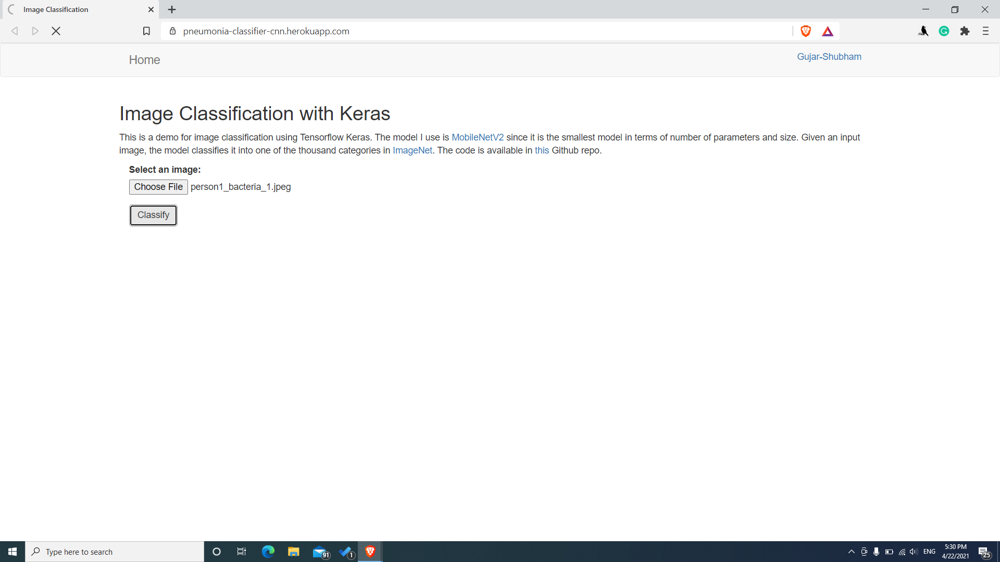 Image Classification
pneumonia-classifier-cnn.herokuapp.com
Home
Gujar-Shubham
Image Classification with Keras
This is a demo for image classification using Tensorflow Keras. The model I use is MobileNetV2 since it is the smallest model in terms of number of parameters and size. Given an input
image, the model classifies it into one of the thousand categories in ImageNet. The code is available in this Github repo.
Select an image:
Choose File person1_bacteria_1.jpeg
Classify
Type here to search
91
1
ENG
5:30 PM
4/22/2021
25